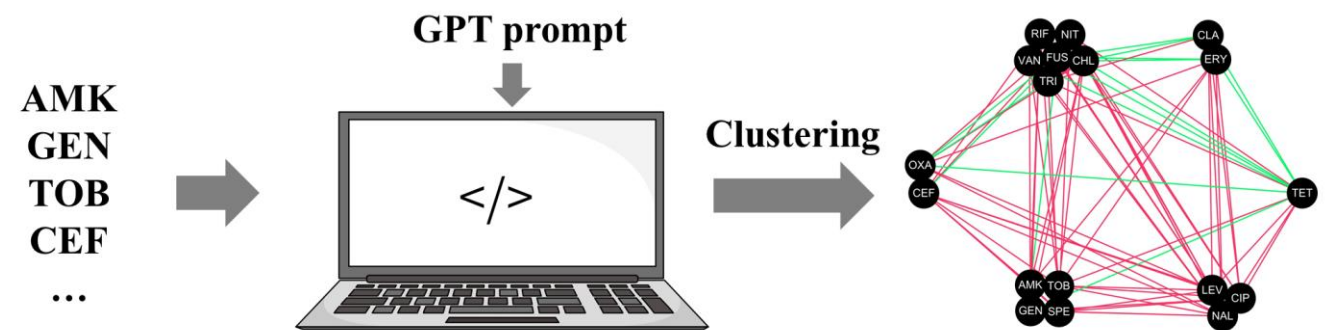 GPT prompt
AMK
GEN
TOB
CEF
...
</>
Clustering
RIF NIT
VAN FUS CHL
TRI
CLA
ERY
OXA
CEF
TET
AMK TOB
GEN SPE
LEV CIP
NAL